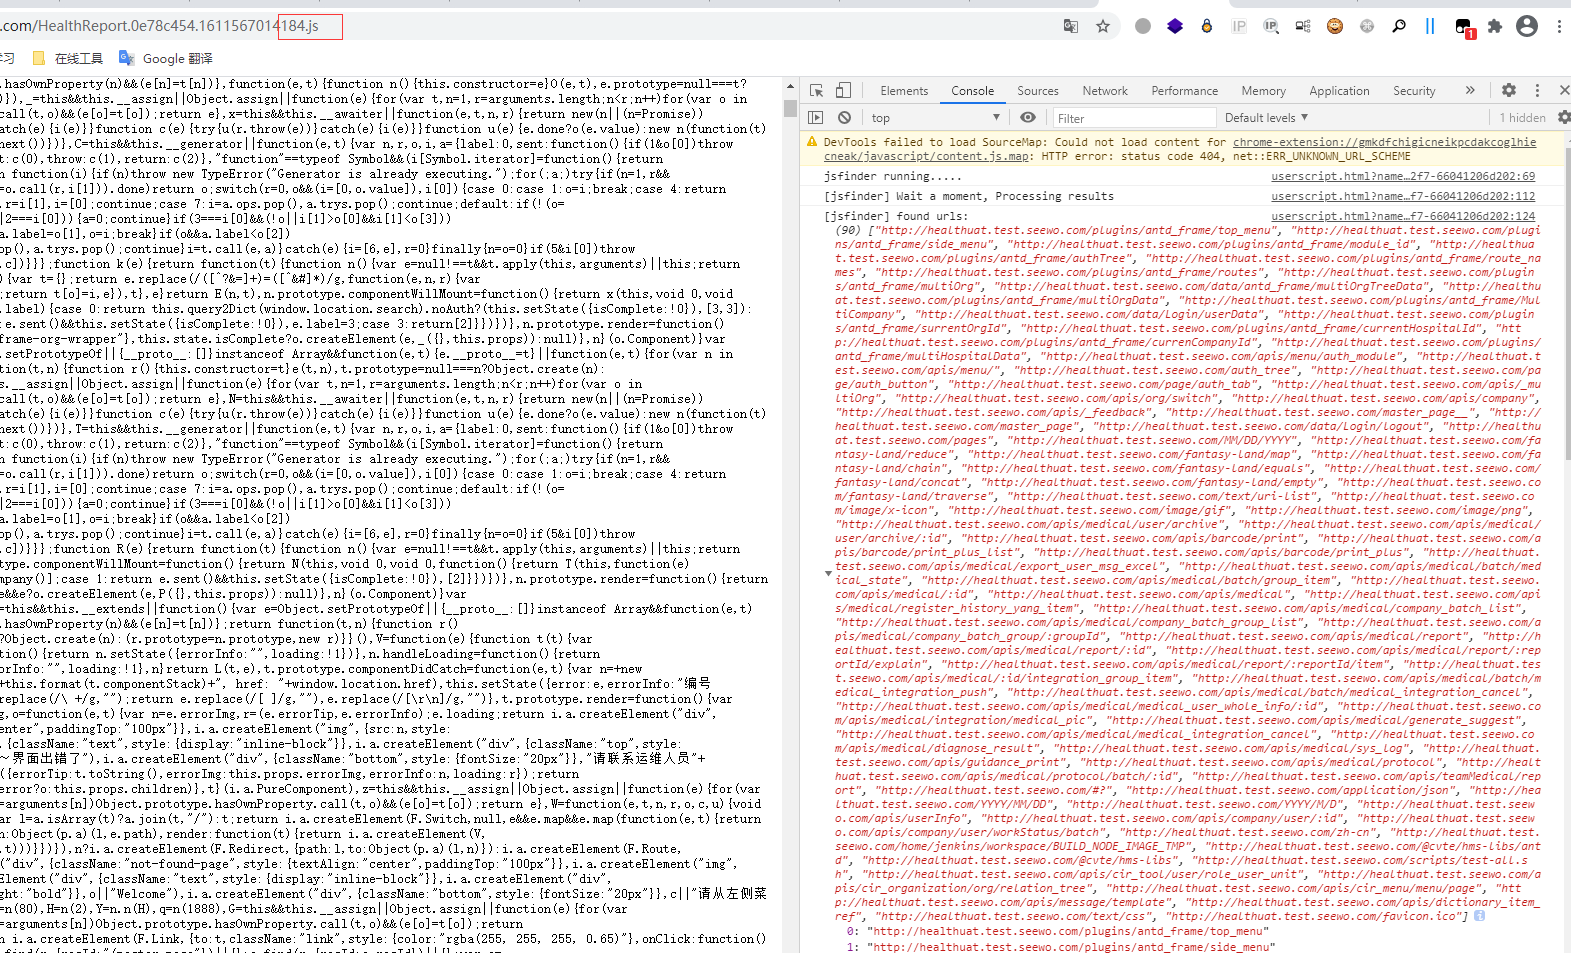 .com/HealthReport.0e78c454.1611567014184.js
学习 在线工具 Google 翻译
.hasOwnProperty(n)&&(e[n]=t[n])},function(e,t){function n(){this.constructor=e}O(e,t),e.prototype=null===t?
)}),_=this&&this.__assign||Object.assign||function(e){for(var t,n=1,r=arguments.length;n<r;n++)for(var o in
call(t,o)&&(e[o]=t[o]);return e},x=this&&this.__awaiter||function(e,t,n,r){return new(n||(n=Promise))
catch(e){i(e)}}function c(e){try{u(r.throw(e))}catch(e){i(e)}}function u(e){e.done?o(e.value):new n(function(t)
next())})},C=this&&this.__generator||function(e,t){var n,r,o,i,a={label:0,sent:function(){if(1&o[0])throw
t:c(0),throw:c(1),return:c(2)},"function"==typeof Symbol&&(i[Symbol.iterator]=function(){return
n function(i){if(n)throw new TypeError("Generator is already executing.");for(;a;)try{if(n=1,r&&
=o.call(r,i[1])).done)return o;switch(r=0,o&&(i=[0,o.value]),i[0]){case 0:case 1:o=i;break;case 4:return
,r=i[1],i=[0];continue;case 7:i=a.ops.pop(),a.trys.pop();continue;default:if(!(o=
|2===i[0])){a=0;continue}if(3===i[0]&&(!o||i[1]>o[0]&&i[1]<o[3]))
a.label=o[1],o=i;break}if(o&&a.label<o[2])
op(),a.trys.pop();continue}i=t.call(e,a)}catch(e){i=[6,e],r=0}finally{n=o=0}if(5&i[0])throw
,c])}}};function k(e){return function(t){function n(){var e=null!==t&&t.apply(this,arguments)||this;return
){var t={};return e.replace(/([^?&=]+)=([^&#]*)/g,function(e,n,r){var
;return t[o]=i,e}),t},e}return E(n,t),n.prototype.componentWillMount=function(){return x(this,void 0,void
.label){case 0:return this.query2Dict(window.location.search).noAuth?(this.setState({isComplete:!0}),[3,3]):
e.sent()&&this.setState({isComplete:!0}),e.label=3;case 3:return[2]}})})},n.prototype.render=function()
frame-org-wrapper"},this.state.isComplete?o.createElement(e,_({},this.props)):null)},n}(o.Component)}var
.setPrototypeOf||{__proto__:[]}instanceof Array&&function(e,t){e.__proto__=t}||function(e,t){for(var n in
tion(t,n){function r(){this.constructor=t}e(t,n),t.prototype=null===n?Object.create(n):
s.__assign||Object.assign||function(e){for(var t,n=1,r=arguments.length;n<r;n++)for(var o in
call(t,o)&&(e[o]=t[o]);return e},N=this&&this.__awaiter||function(e,t,n,r){return new(n||(n=Promise))
catch(e){i(e)}}function c(e){try{u(r.throw(e))}catch(e){i(e)}}function u(e){e.done?o(e.value):new n(function(t)
next())})},T=this&&this.__generator||function(e,t){var n,r,o,i,a={label:0,sent:function(){if(1&o[0])throw
t:c(0),throw:c(1),return:c(2)},"function"==typeof Symbol&&(i[Symbol.iterator]=function(){return
n function(i){if(n)throw new TypeError("Generator is already executing.");for(;a;)try{if(n=1,r&&
=o.call(r,i[1])).done)return o;switch(r=0,o&&(i=[0,o.value]),i[0]){case 0:case 1:o=i;break;case 4:return
,r=i[1],i=[0];continue;case 7:i=a.ops.pop(),a.trys.pop();continue;default:if(!(o=
|2===i[0])){a=0;continue}if(3===i[0]&&(!o||i[1]>o[0]&&i[1]<o[3]))
a.label=o[1],o=i;break}if(o&&a.label<o[2])
op(),a.trys.pop();continue}i=t.call(e,a)}catch(e){i=[6,e],r=0}finally{n=o=0}if(5&i[0])throw
,c])}}};function R(e){return function(t){function n(){var e=null!==t&&t.apply(this,arguments)||this;return
type.componentWillMount=function(){return N(this,void 0,void 0,function(){return T(this,function(e)
mpany()];case 1:return e.sent()&&this.setState({isComplete:!0}),[2]}})})},n.prototype.render=function(){return
e&&e?o.createElement(e,P({},this.props)):null)},n}(o.Component)}var
=this&&this.__extends||function(){var e=Object.setPrototypeOf||{__proto__:[]}instanceof Array&&function(e,t)
.hasOwnProperty(n)&&(e[n]=t[n])};return function(t,n){function r()
?Object.create(n):(r.prototype=n.prototype,new r)}}(),V=function(e){function t(t){var
tion(){return n.setState({errorInfo:"",loading:!1})},n.handleLoading=function(){return
orInfo:"",loading:!1},n}return L(t,e),t.prototype.componentDidCatch=function(e,t){var n=+new
+this.format(t.componentStack)+", href: "+window.location.href),this.setState({error:e,errorInfo:"编号
replace(/\ +/g,"");return e.replace(/[ ]/g,""),e.replace(/[\r\n]/g,"")},t.prototype.render=function(){var
g,o=function(e,t){var n=e.errorImg,r=(e.errorTip,e.errorInfo);e.loading;return i.a.createElement("div",
enter",paddingTop:"100px"}},i.a.createElement("img",{src:n,style:
,{className:"text",style:{display:"inline-block"}},i.a.createElement("div",{className:"top",style:
～界面出错了"),i.a.createElement("div",{className:"bottom",style:{fontSize:"20px"}},"请联系运维人员"+
({errorTip:t.toString(),errorImg:this.props.errorImg,errorInfo:n,loading:r});return
error?o:this.props.children)},t}(i.a.PureComponent),z=this&&this.__assign||Object.assign||function(e){for(var
=arguments[n])Object.prototype.hasOwnProperty.call(t,o)&&(e[o]=t[o]);return e},W=function(e,t,n,r,o,c,u){void
ar l=a.isArray(t)?a.join(t,"/"):t;return i.a.createElement(F.Switch,null,e&&e.map&&e.map(function(e,t){return
n:Object(p.a)(l,e.path),render:function(t){return i.a.createElement(V,
,t)))}})}),n?i.a.createElement(F.Redirect,{path:l,to:Object(p.a)(l,n)}):i.a.createElement(F.Route,
("div",{className:"not-found-page",style:{textAlign:"center",paddingTop:"100px"}},i.a.createElement("img",
Element("div",{className:"text",style:{display:"inline-block"}},i.a.createElement("div",
ght:"bold"}},o||"Welcome"),i.a.createElement("div",{className:"bottom",style:{fontSize:"20px"}},c||"请从左侧菜
=n(80),H=n(2),Y=n.n(H),q=n(1888),G=this&&this.__assign||Object.assign||function(e){for(var
=arguments[n])Object.prototype.hasOwnProperty.call(t,o)&&(e[o]=t[o]);return
n i.a.createElement(F.Link,{to:t,className:"link",style:{color:"rgba(255, 255, 255, 0.65)"},onClick:function()
Elements Console Sources Network Performance Memory Application Security »
top Filter Default levels ▼ 1 hidden
DevTools failed to load SourceMap: Could not load content for chrome-extension://gmkdfchigicneikpcdakcoglhie
cneak/javascript/content.js.map: HTTP error: status code 404, net::ERR_UNKNOWN_URL_SCHEME
jsfinder running..... userscript.html?name…f7-66041206d202:69
[jsfinder] Wait a moment, Processing results userscript.html?name…f7-66041206d202:112
[jsfinder] found urls: userscript.html?name…f7-66041206d202:124
(90) ["http://healthuat.test.seewo.com/plugins/antd_frame/top_menu", "http://healthuat.test.seewo.com/plugi
ns/antd_frame/side_menu", "http://healthuat.test.seewo.com/plugins/antd_frame/module_id", "http://healthua
t.test.seewo.com/plugins/antd_frame/authTree", "http://healthuat.test.seewo.com/plugins/antd_frame/route_na
mes", "http://healthuat.test.seewo.com/plugins/antd_frame/routes", "http://healthuat.test.seewo.com/plugins
/antd_frame/multiOrg", "http://healthuat.test.seewo.com/data/antd_frame/multiOrgTreeData", "http://healthua
t.test.seewo.com/plugins/antd_frame/multiOrgData", "http://healthuat.test.seewo.com/plugins/antd_frame/Mul
tiCompany", "http://healthuat.test.seewo.com/data/Login/userData", "http://healthuat.test.seewo.com/plugin
s/antd_frame/surrentOrgId", "http://healthuat.test.seewo.com/plugins/antd_frame/currentHospitalId", "htt
p://healthuat.test.seewo.com/plugins/antd_frame/currenCompanyId", "http://healthuat.test.seewo.com/plugin
s/antd_frame/multiHospitalData", "http://healthuat.test.seewo.com/apis/menu/auth_module", "http://healthuat.t
est.seewo.com/apis/menu/", "http://healthuat.test.seewo.com/auth_tree", "http://healthuat.test.seewo.com/pa
ge/auth_button", "http://healthuat.test.seewo.com/page/auth_tab", "http://healthuat.test.seewo.com/apis/_mu
ltiOrg", "http://healthuat.test.seewo.com/apis/org/switch", "http://healthuat.test.seewo.com/apis/company",
"http://healthuat.test.seewo.com/apis/_feedback", "http://healthuat.test.seewo.com/master_page__", "http://
healthuat.test.seewo.com/master_page", "http://healthuat.test.seewo.com/data/Login/logout", "http://healthu
at.test.seewo.com/pages", "http://healthuat.test.seewo.com/MM/DD/YYYY", "http://healthuat.test.seewo.com/fa
ntasy-land/reduce", "http://healthuat.test.seewo.com/fantasy-land/map", "http://healthuat.test.seewo.com/fa
ntasy-land/chain", "http://healthuat.test.seewo.com/fantasy-land/equals", "http://healthuat.test.seewo.com/
fantasy-land/concat", "http://healthuat.test.seewo.com/fantasy-land/empty", "http://healthuat.test.seewo.co
m/fantasy-land/traverse", "http://healthuat.test.seewo.com/text/uri-list", "http://healthuat.test.seewo.co
m/image/x-icon", "http://healthuat.test.seewo.com/image/gif", "http://healthuat.test.seewo.com/image/png",
"http://healthuat.test.seewo.com/apis/medical/user/archive", "http://healthuat.test.seewo.com/apis/medical/
user/archive/:id", "http://healthuat.test.seewo.com/apis/barcode/print", "http://healthuat.test.seewo.com/a
pis/barcode/print_plus_list", "http://healthuat.test.seewo.com/apis/barcode/print_plus", "http://healthuat.
test.seewo.com/apis/medical/export_user_msg_excel", "http://healthuat.test.seewo.com/apis/medical/batch/med
ical_state", "http://healthuat.test.seewo.com/apis/medical/batch/group_item", "http://healthuat.test.seewo.
com/apis/medical/:id", "http://healthuat.test.seewo.com/apis/medical", "http://healthuat.test.seewo.com/api
s/medical/register_history_yang_item", "http://healthuat.test.seewo.com/apis/medical/company_batch_list",
"http://healthuat.test.seewo.com/apis/medical/company_batch_group_list", "http://healthuat.test.seewo.com/a
pis/medical/company_batch_group/:groupId", "http://healthuat.test.seewo.com/apis/medical/report", "http://h
ealthuat.test.seewo.com/apis/medical/report/:id", "http://healthuat.test.seewo.com/apis/medical/report/:rep
ortId/explain", "http://healthuat.test.seewo.com/apis/medical/report/:reportId/item", "http://healthuat.tes
t.seewo.com/apis/medical/:id/integration_group_item", "http://healthuat.test.seewo.com/apis/medical/batch/
medical_integration_push", "http://healthuat.test.seewo.com/apis/medical/batch/medical_integration_cancel",
"http://healthuat.test.seewo.com/apis/medical/medical_user_whole_info/:id", "http://healthuat.test.seewo.co
m/apis/medical/integration/medical_pic", "http://healthuat.test.seewo.com/apis/medical/generate_suggest",
"http://healthuat.test.seewo.com/apis/medical/medical_integration_cancel", "http://healthuat.test.seewo.co
m/apis/medical/diagnose_result", "http://healthuat.test.seewo.com/apis/medical/sys_log", "http://healthuat.
test.seewo.com/apis/guidance_print", "http://healthuat.test.seewo.com/apis/medical/protocol", "http://healt
huat.test.seewo.com/apis/medical/protocol/batch/:id", "http://healthuat.test.seewo.com/apis/teamMedical/rep
ort", "http://healthuat.test.seewo.com/#?", "http://healthuat.test.seewo.com/application/json", "http://hea
lthuat.test.seewo.com/YYYY/MM/DD", "http://healthuat.test.seewo.com/YYYY/M/D", "http://healthuat.test.seew
o.com/apis/userInfo", "http://healthuat.test.seewo.com/apis/company/user/:id", "http://healthuat.test.seew
o.com/apis/company/user/workStatus/batch", "http://healthuat.test.seewo.com/zh-cn", "http://healthuat.test.
seewo.com/home/jenkins/workspace/BUILD_NODE_IMAGE_TMP", "http://healthuat.test.seewo.com/@cvte/hms-libs/ant
d", "http://healthuat.test.seewo.com/@cvte/hms-libs", "http://healthuat.test.seewo.com/scripts/test-all.s
h", "http://healthuat.test.seewo.com/apis/cir_tool/user/role_user_unit", "http://healthuat.test.seewo.com/a
pis/cir_organization/org/relation_tree", "http://healthuat.test.seewo.com/apis/cir_menu/menu/page", "htt
p://healthuat.test.seewo.com/apis/message/template", "http://healthuat.test.seewo.com/apis/dictionary_item_
ref", "http://healthuat.test.seewo.com/text/css", "http://healthuat.test.seewo.com/favicon.ico"]
0: "http://healthuat.test.seewo.com/plugins/antd_frame/top_menu"
1: "http://healthuat.test.seewo.com/plugins/antd_frame/side_menu"